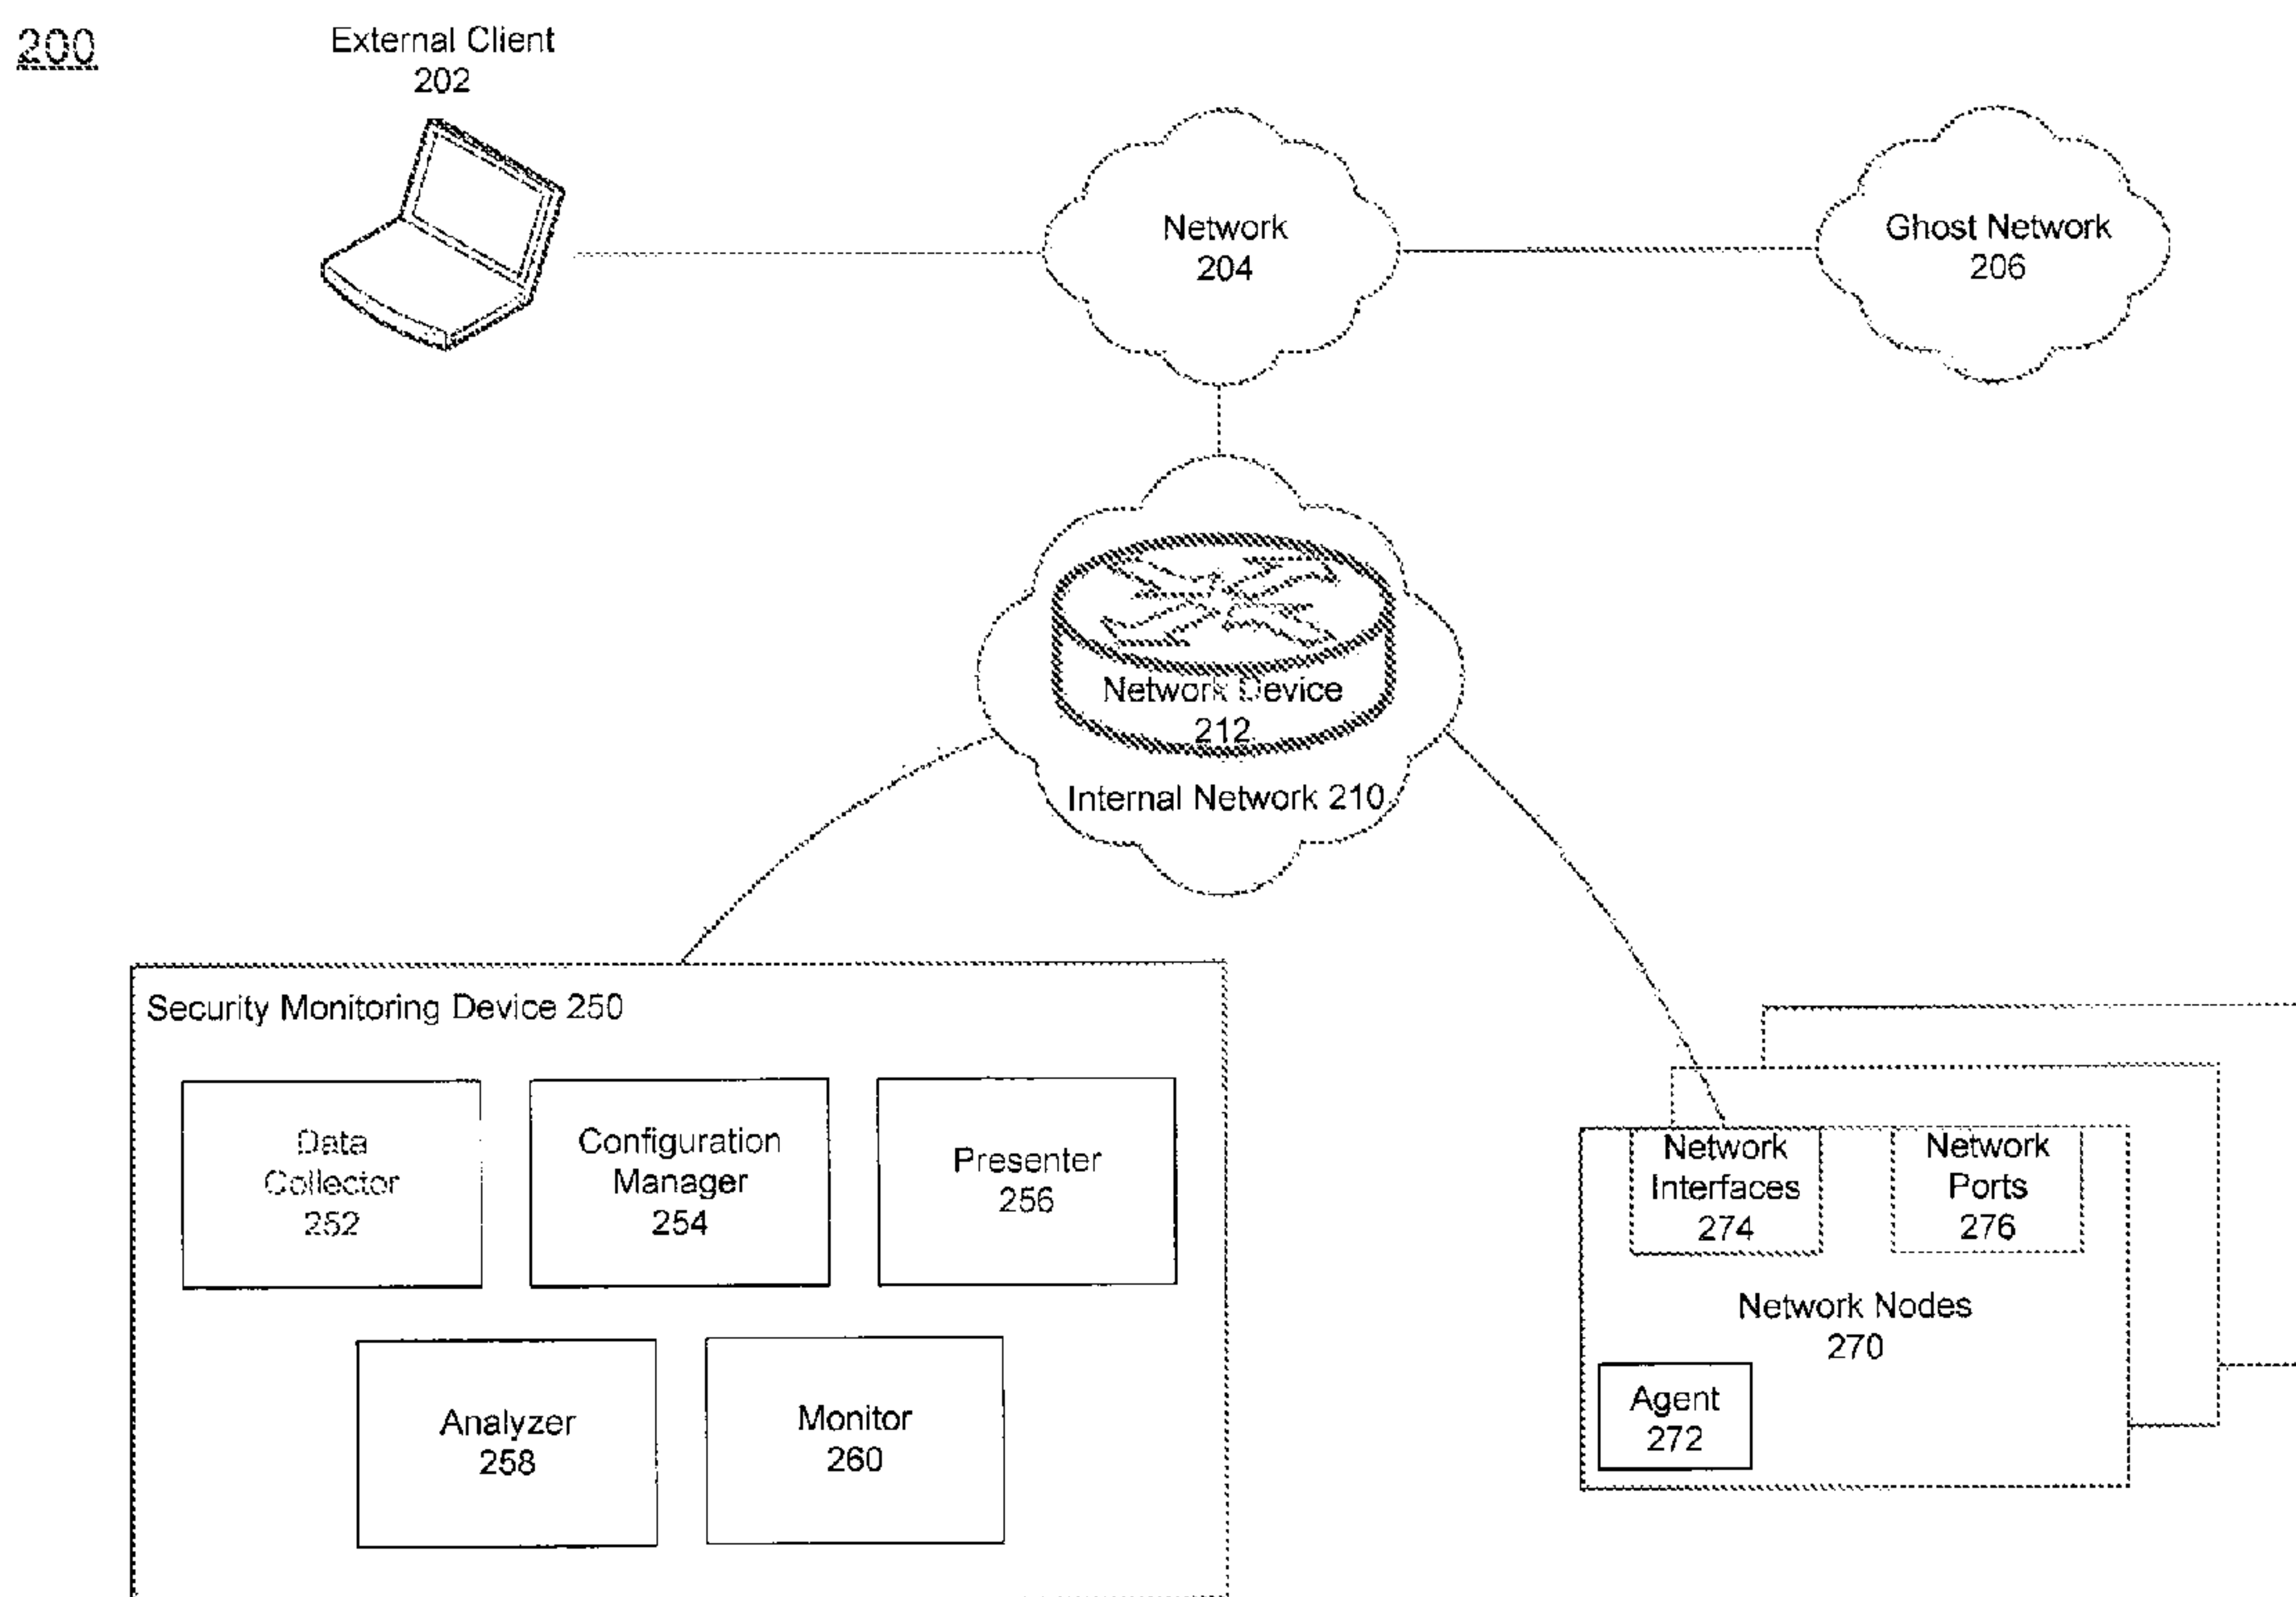 200
External Client
202
Network
204
Ghost Network
206
Network Device
212
Internal Network 210
Security Monitoring Device 250
Data
Collector
252
Configuration
Manager
254
Presenter
256
Analyzer
258
Monitor
260
Network
Interfaces
274
Network
Ports
276
Network Nodes
270
Agent
272